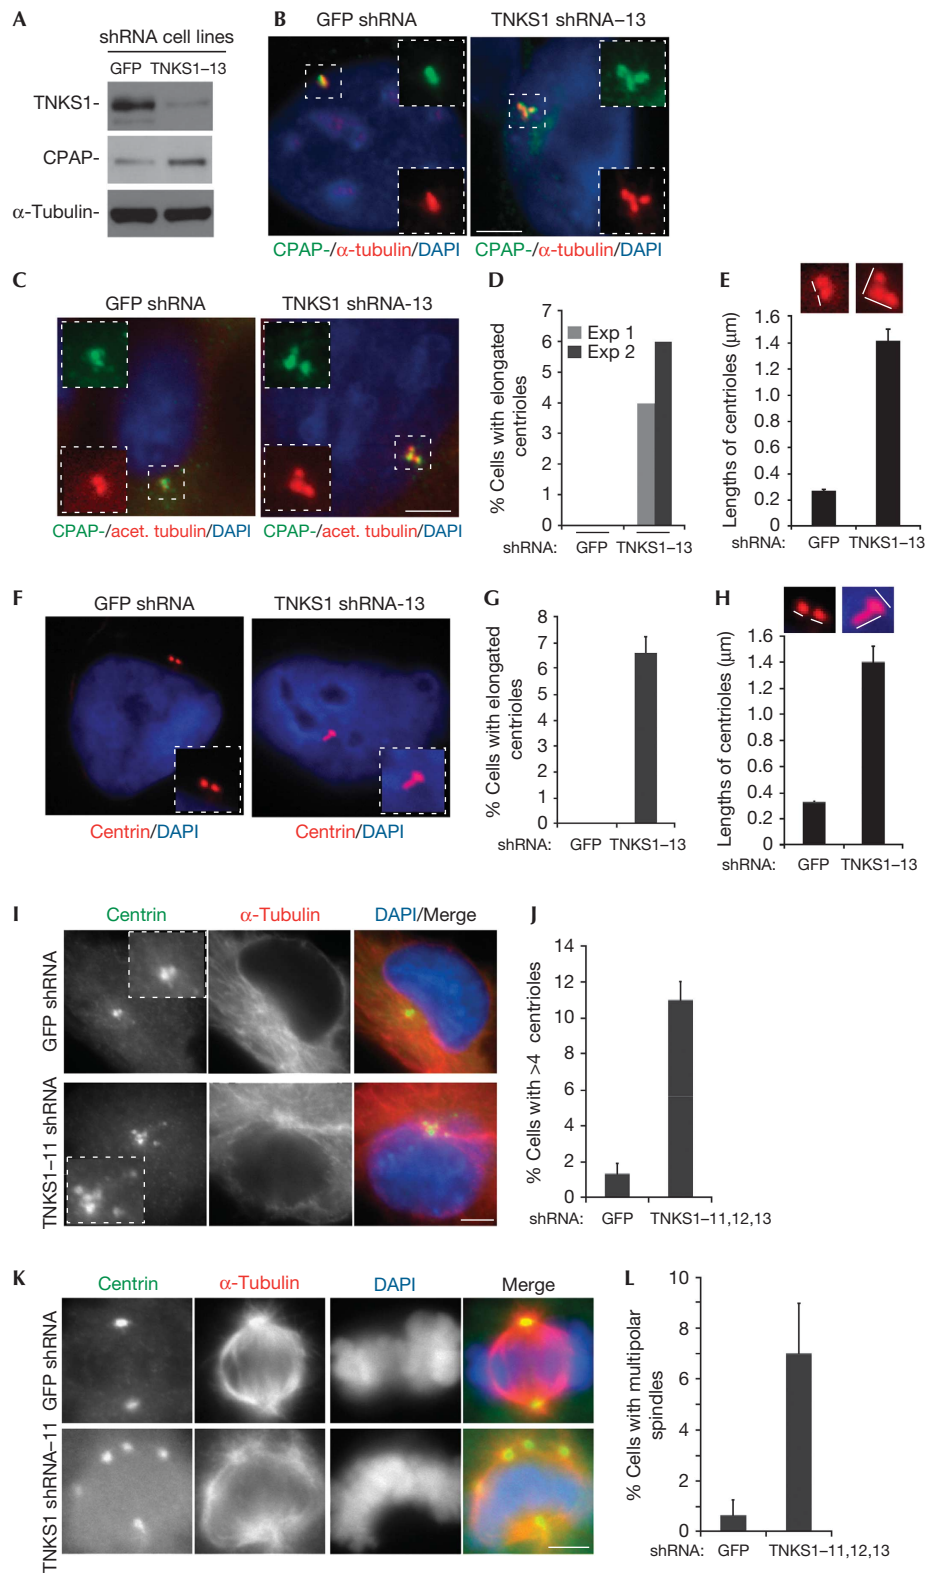 A
shRNA cell lines
GFP TNKS1–13
TNKS1-
CPAP-
α-Tubulin-
B
GFP shRNA
TNKS1 shRNA–13
CPAP-/α-tubulin/DAPI
CPAP-/α-tubulin/DAPI
C
GFP shRNA
TNKS1 shRNA-13
CPAP-/acet. tubulin/DAPI
CPAP-/acet. tubulin/DAPI
D
% Cells with elongated
centrioles
7
6
5
4
3
2
1
0
Exp 1
Exp 2
shRNA: GFP TNKS1–13
E
Lengths of centrioles (μm)
1.6
1.4
1.2
1.0
0.8
0.6
0.4
0.2
0
shRNA: GFP TNKS1–13
F
GFP shRNA
TNKS1 shRNA-13
Centrin/DAPI
Centrin/DAPI
G
% Cells with elongated
centrioles
8
7
6
5
4
3
2
1
0
shRNA: GFP TNKS1–13
H
Lengths of centrioles (μm)
1.6
1.4
1.2
1.0
0.8
0.6
0.4
0.2
0
shRNA: GFP TNKS1–13
I
Centrin
α-Tubulin
DAPI/Merge
GFP shRNA
TNKS1–11 shRNA
J
% Cells with >4 centrioles
14
12
10
8
6
4
2
0
shRNA: GFP TNKS1–11,12,13
K
Centrin
α-Tubulin
DAPI
Merge
GFP shRNA
TNKS1 shRNA–11
L
% Cells with multipolar
spindles
10
8
6
4
2
0
shRNA: GFP TNKS1–11,12,13